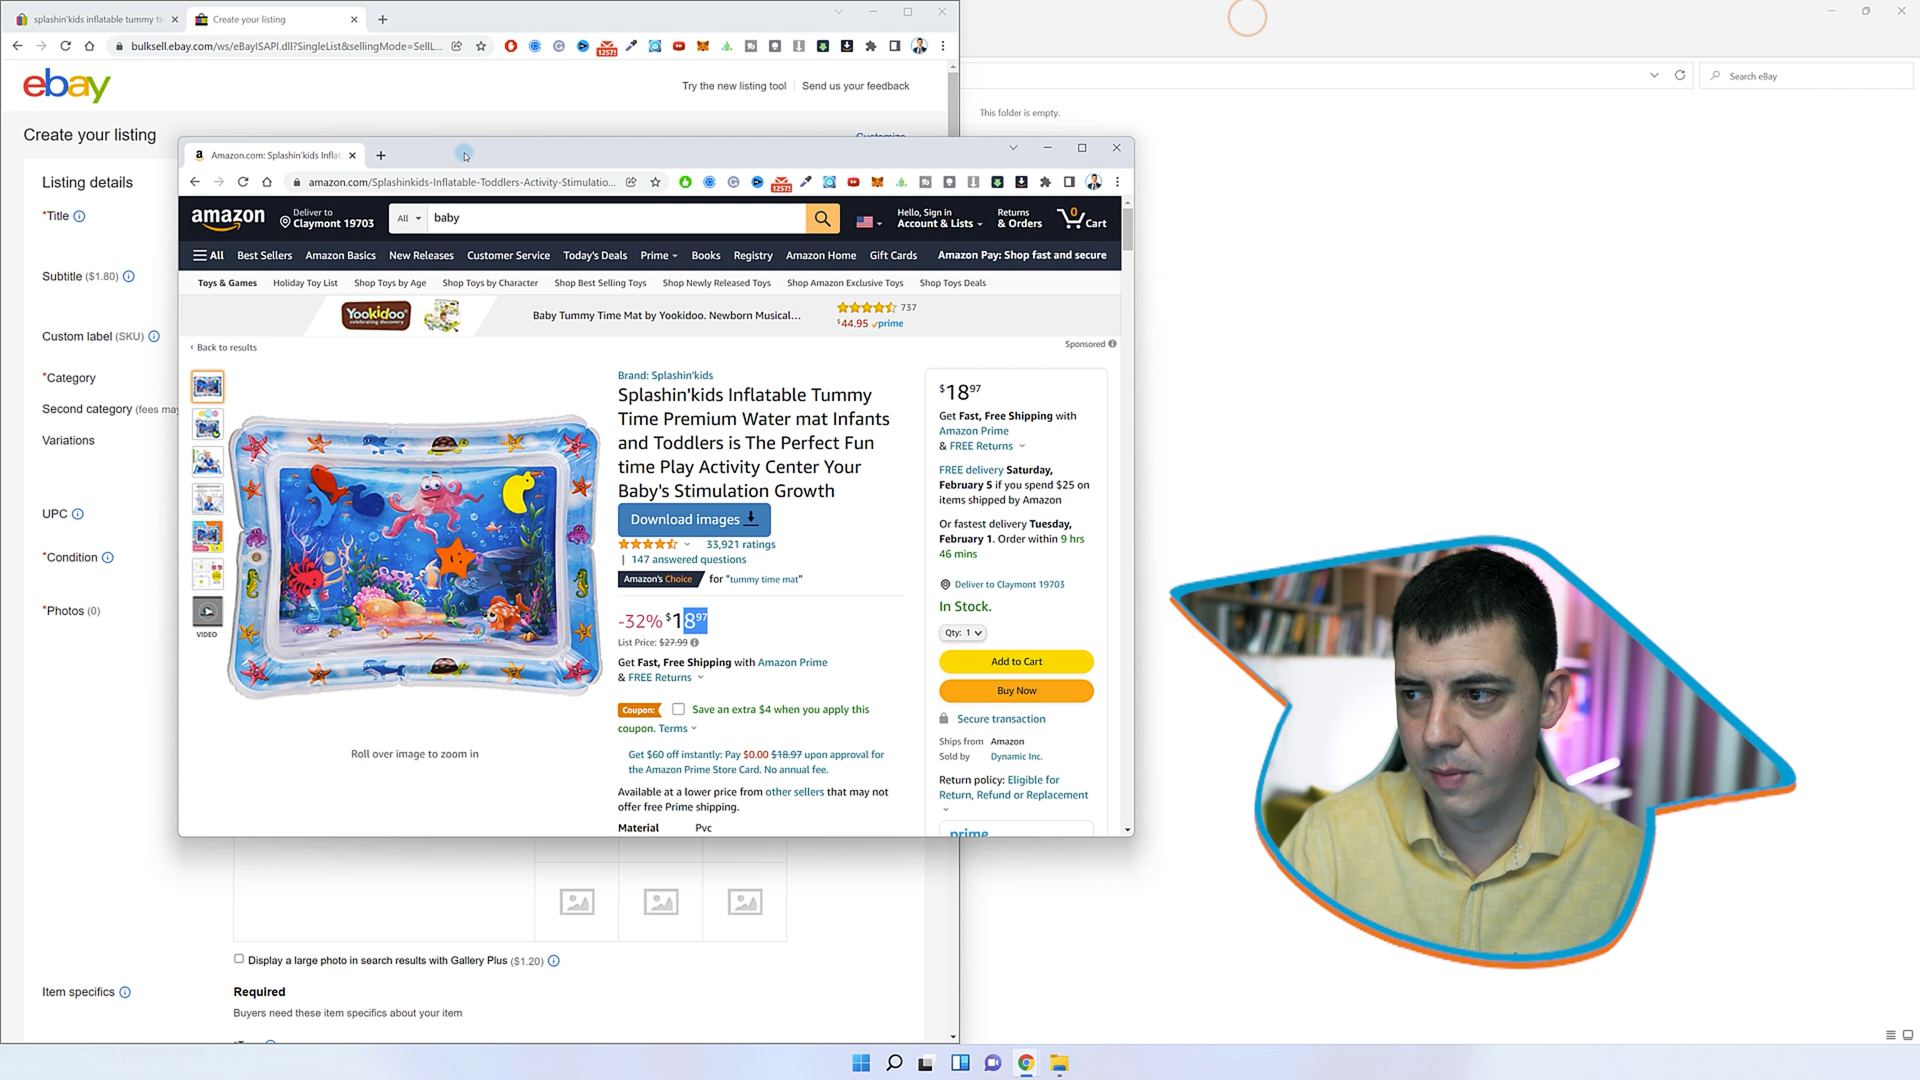 splashin'kids inflatable tummy ti
Create your listing
bulksell.ebay.com/ws/eBayISAPI.dll?SingleList&sellingMode=SellL...
1257!
Search eBay
ebay
Try the new listing tool
Send us your feedback
This folder is empty.
Create your listing
Customize
Amazon.com: Splashin'kids Infla
Listing details
amazon.com/Splashinkids-Inflatable-Toddlers-Activity-Stimulatio...
1257!
*Title
amazon
Deliver to
Claymont 19703
All
baby
Hello, Sign in
Account & Lists
Returns
& Orders
0
Cart
All
Best Sellers
Amazon Basics
New Releases
Customer Service
Today's Deals
Prime
Books
Registry
Amazon Home
Gift Cards
Amazon Pay: Shop fast and secure
Subtitle ($1.80)
Toys & Games
Holiday Toy List
Shop Toys by Age
Shop Toys by Character
Shop Best Selling Toys
Shop Newly Released Toys
Shop Amazon Exclusive Toys
Shop Toys Deals
Yookidoo
Baby Tummy Time Mat by Yookidoo. Newborn Musical...
737
$44.95 prime
Custom label (SKU)
‹ Back to results
Sponsored
*Category
Second category (fees may
Variations
UPC
*Condition
*Photos (0)
VIDEO
Roll over image to zoom in
Brand: Splashin'kids
Splashin'kids Inflatable Tummy
Time Premium Water mat Infants
and Toddlers is The Perfect Fun
time Play Activity Center Your
Baby's Stimulation Growth
Download images
33,921 ratings
| 147 answered questions
Amazon's Choice for "tummy time mat"
-32% $18 97
List Price: $27.99
Get Fast, Free Shipping with Amazon Prime
& FREE Returns
Coupon: Save an extra $4 when you apply this
coupon. Terms
Get $60 off instantly: Pay $0.00 $18.97 upon approval for
the Amazon Prime Store Card. No annual fee.
Available at a lower price from other sellers that may not
offer free Prime shipping.
Material Pvc
$18 97
Get Fast, Free Shipping with
Amazon Prime
& FREE Returns
FREE delivery Saturday,
February 5 if you spend $25 on
items shipped by Amazon
Or fastest delivery Tuesday,
February 1. Order within 9 hrs
46 mins
Deliver to Claymont 19703
In Stock.
Qty: 1
Add to Cart
Buy Now
Secure transaction
Ships from Amazon
Sold by Dynamic Inc.
Return policy: Eligible for
Return, Refund or Replacement
prime
Display a large photo in search results with Gallery Plus ($1.20)
Item specifics
Required
Buyers need these item specifics about your item